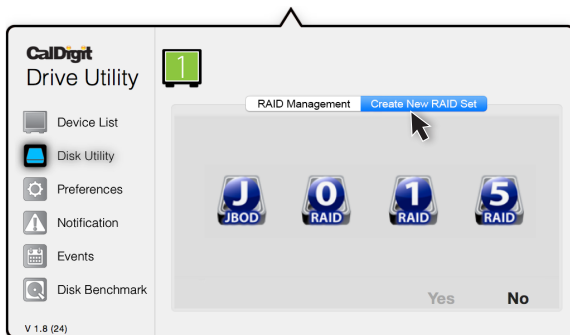 CalDigit
Drive Utility
1
RAID Management
Create New RAID Set
Device List
Disk Utility
Preferences
Notification
Events
Disk Benchmark
J
JBOD
0
RAID
1
RAID
5
RAID
Yes
No
V 1.8 (24)